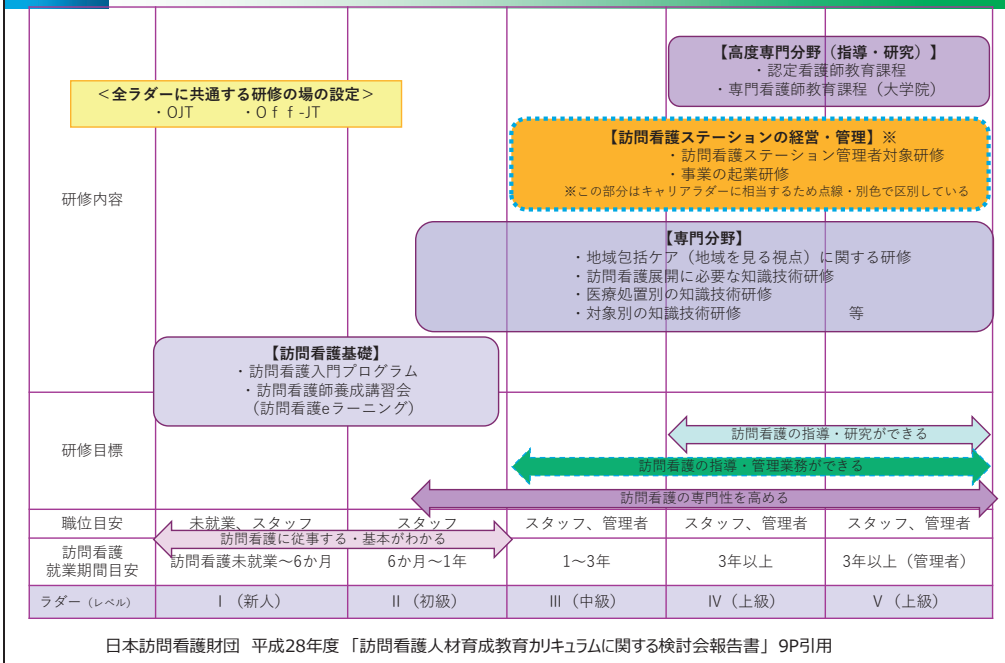 【高度専門分野（指導・研究）】
・認定看護師教育課程
・専門看護師教育課程（大学院）
＜全ラダーに共通する研修の場の設定＞
・OJT　　・Ｏｆｆ-JT
【訪問看護ステーションの経営・管理】※
・訪問看護ステーション管理者対象研修
・事業の起業研修
※この部分はキャリアラダーに相当するため点線・別色で区別している
研修内容
【専門分野】
・地域包括ケア（地域を見る視点）に関する研修
・訪問看護展開に必要な知識技術研修
・医療処置別の知識技術研修
・対象別の知識技術研修　　　　　　等
【訪問看護基礎】
・訪問看護入門プログラム
・訪問看護師養成講習会
（訪問看護eラーニング）
研修目標
訪問看護の指導・研究ができる
訪問看護の指導・管理業務ができる
訪問看護の専門性を高める
職位目安　未就業、スタッフ　スタッフ　スタッフ、管理者　スタッフ、管理者　スタッフ、管理者
訪問看護に従事する・基本がわかる
訪問看護
就業期間目安　訪問看護未就業～6か月　6か月～1年　1～3年　3年以上　3年以上（管理者）
ラダー（レベル）　Ⅰ（新人）　Ⅱ（初級）　Ⅲ（中級）　Ⅳ（上級）　Ⅴ（上級）
日本訪問看護財団　平成28年度 「訪問看護人材育成教育カリキュラムに関する検討会報告書」 9P引用